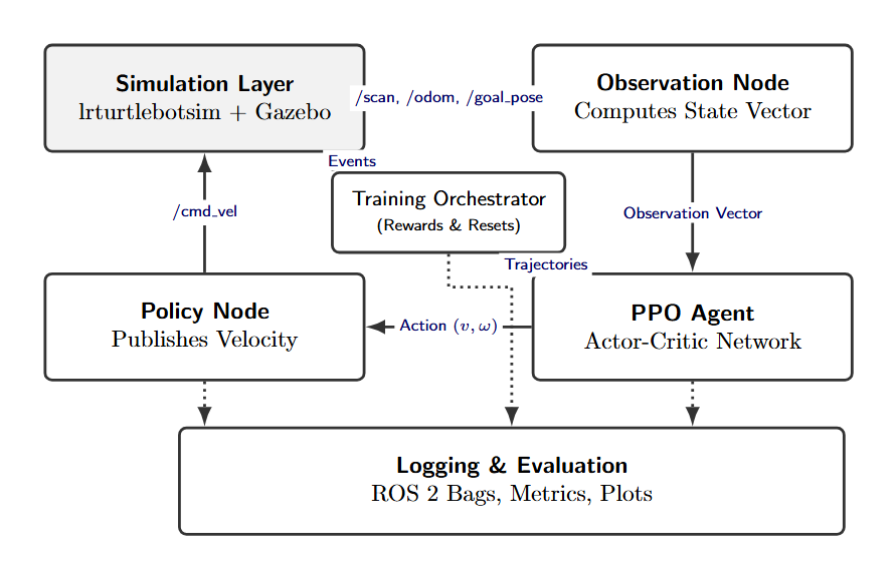 Simulation Layer
lrturtlebotsim + Gazebo
/scan, /odom, /goal_pose
Observation Node
Computes State Vector
Events
Training Orchestrator
(Rewards & Resets)
/cmd_vel
Observation Vector
Trajectories
Policy Node
Publishes Velocity
Action (v, ω)
PPO Agent
Actor-Critic Network
Logging & Evaluation
ROS 2 Bags, Metrics, Plots